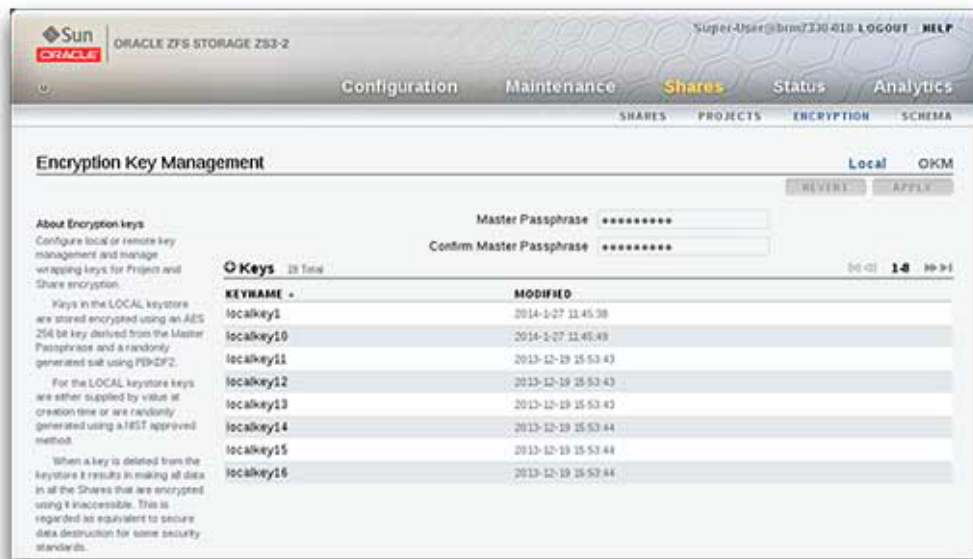 Sun
ORACLE
ORACLE ZFS STORAGE ZS3-2
Super-User@brm7330-010 LOGOUT HELP
Configuration Maintenance Shares Status Analytics
SHARES PROJECTS ENCRYPTION SCHEMA
Encryption Key Management
Local OKM
REVERT APPLY
About Encryption keys
Configure local or remote key
management and manage
wrapping keys for Project and
Share encryption.
Keys in the LOCAL keystore
are stored encrypted using an AES
256 bit key derived from the Master
Passphrase and a randomly
generated salt using PBKDF2.
For the LOCAL keystore keys
are either supplied by value at
creation time or are randomly
generated using a NIST approved
method.
When a key is deleted from the
keystore it results in making all data
in all the Shares that are encrypted
using it inaccessible. This is
regarded as equivalent to secure
data destruction for some security
standards.
Master Passphrase •••••••••
Confirm Master Passphrase •••••••••
Keys Total 1-8
KEYNAME MODIFIED
localkey1 2014-1-27 11:45:38
localkey10 2014-1-27 11:45:49
localkey11 2013-12-19 15:53:43
localkey12 2013-12-19 15:53:43
localkey13 2013-12-19 15:53:43
localkey14 2013-12-19 15:53:44
localkey15 2013-12-19 15:53:44
localkey16 2013-12-19 15:53:44